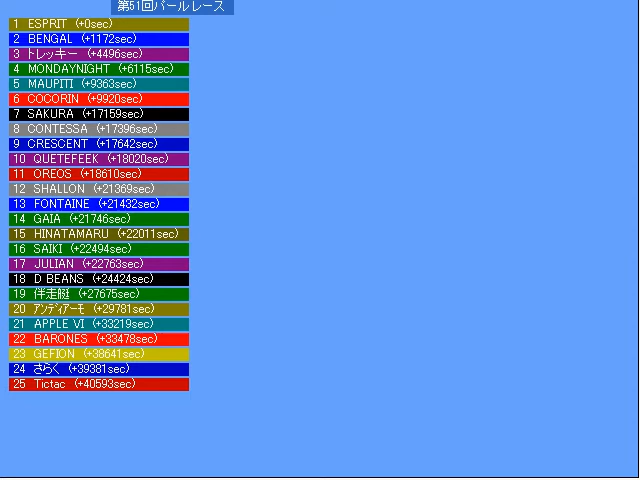 第51回パールレース
1 ESPRIT (+0sec)
2 BENGAL (+1172sec)
3 トレッキー (+4496sec)
4 MONDAYNIGHT (+6115sec)
5 MAUPITI (+9363sec)
6 COCORIN (+9920sec)
7 SAKURA (+17159sec)
8 CONTESSA (+17396sec)
9 CRESCENT (+17642sec)
10 QUETEFEEK (+18020sec)
11 OREOS (+18610sec)
12 SHALLON (+21369sec)
13 FONTAINE (+21432sec)
14 GAIA (+21746sec)
15 HINATAMARU (+22011sec)
16 SAIKI (+22494sec)
17 JULIAN (+22763sec)
18 D BEANS (+24424sec)
19 伴走艇 (+27675sec)
20 ｱﾝﾃﾞｨｱｰﾓ (+29781sec)
21 APPLE VI (+33219sec)
22 BARONES (+33478sec)
23 GEFION (+38641sec)
24 さらく (+39381sec)
25 Tictac (+40593sec)